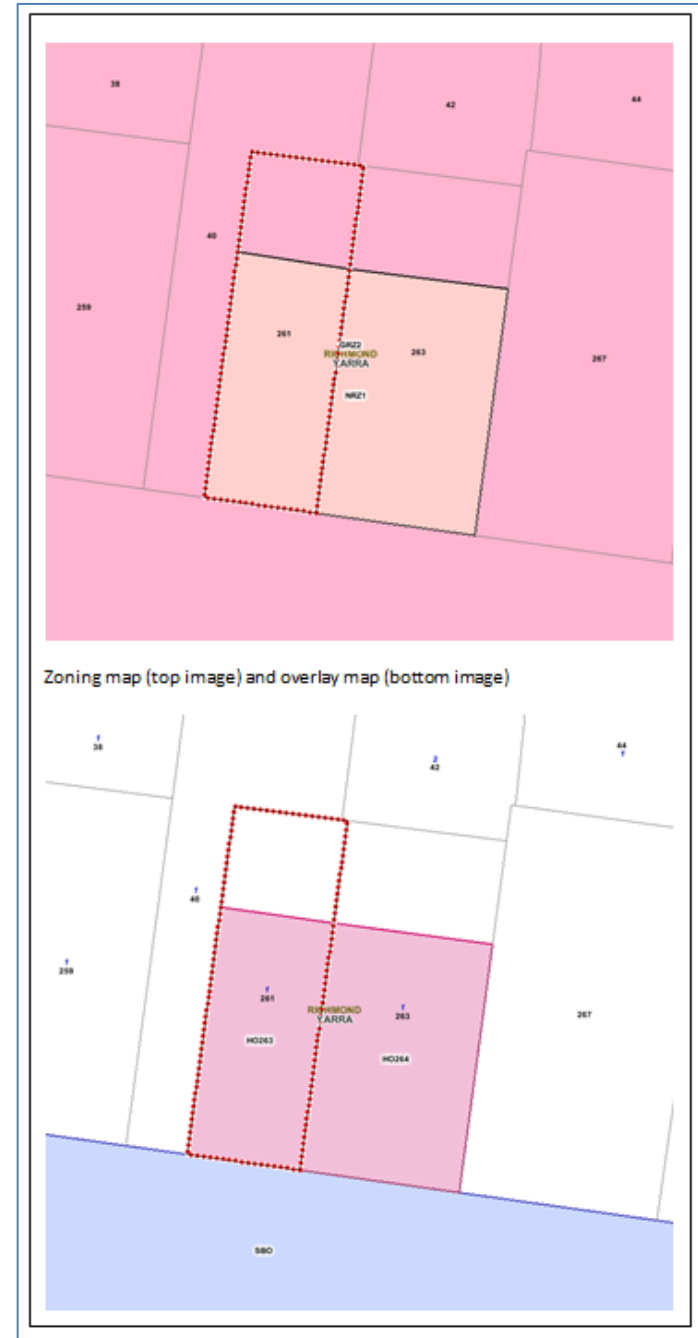 38
42
44
40
259
261
GRZ2
RICHMOND
YARRA
263
267
NRZ1
Zoning map (top image) and overlay map (bottom image)
f
38
2
42
44
f
f
40
f
259
f
261
RICHMOND
YARRA
f
263
267
HO263
HO264
SBO